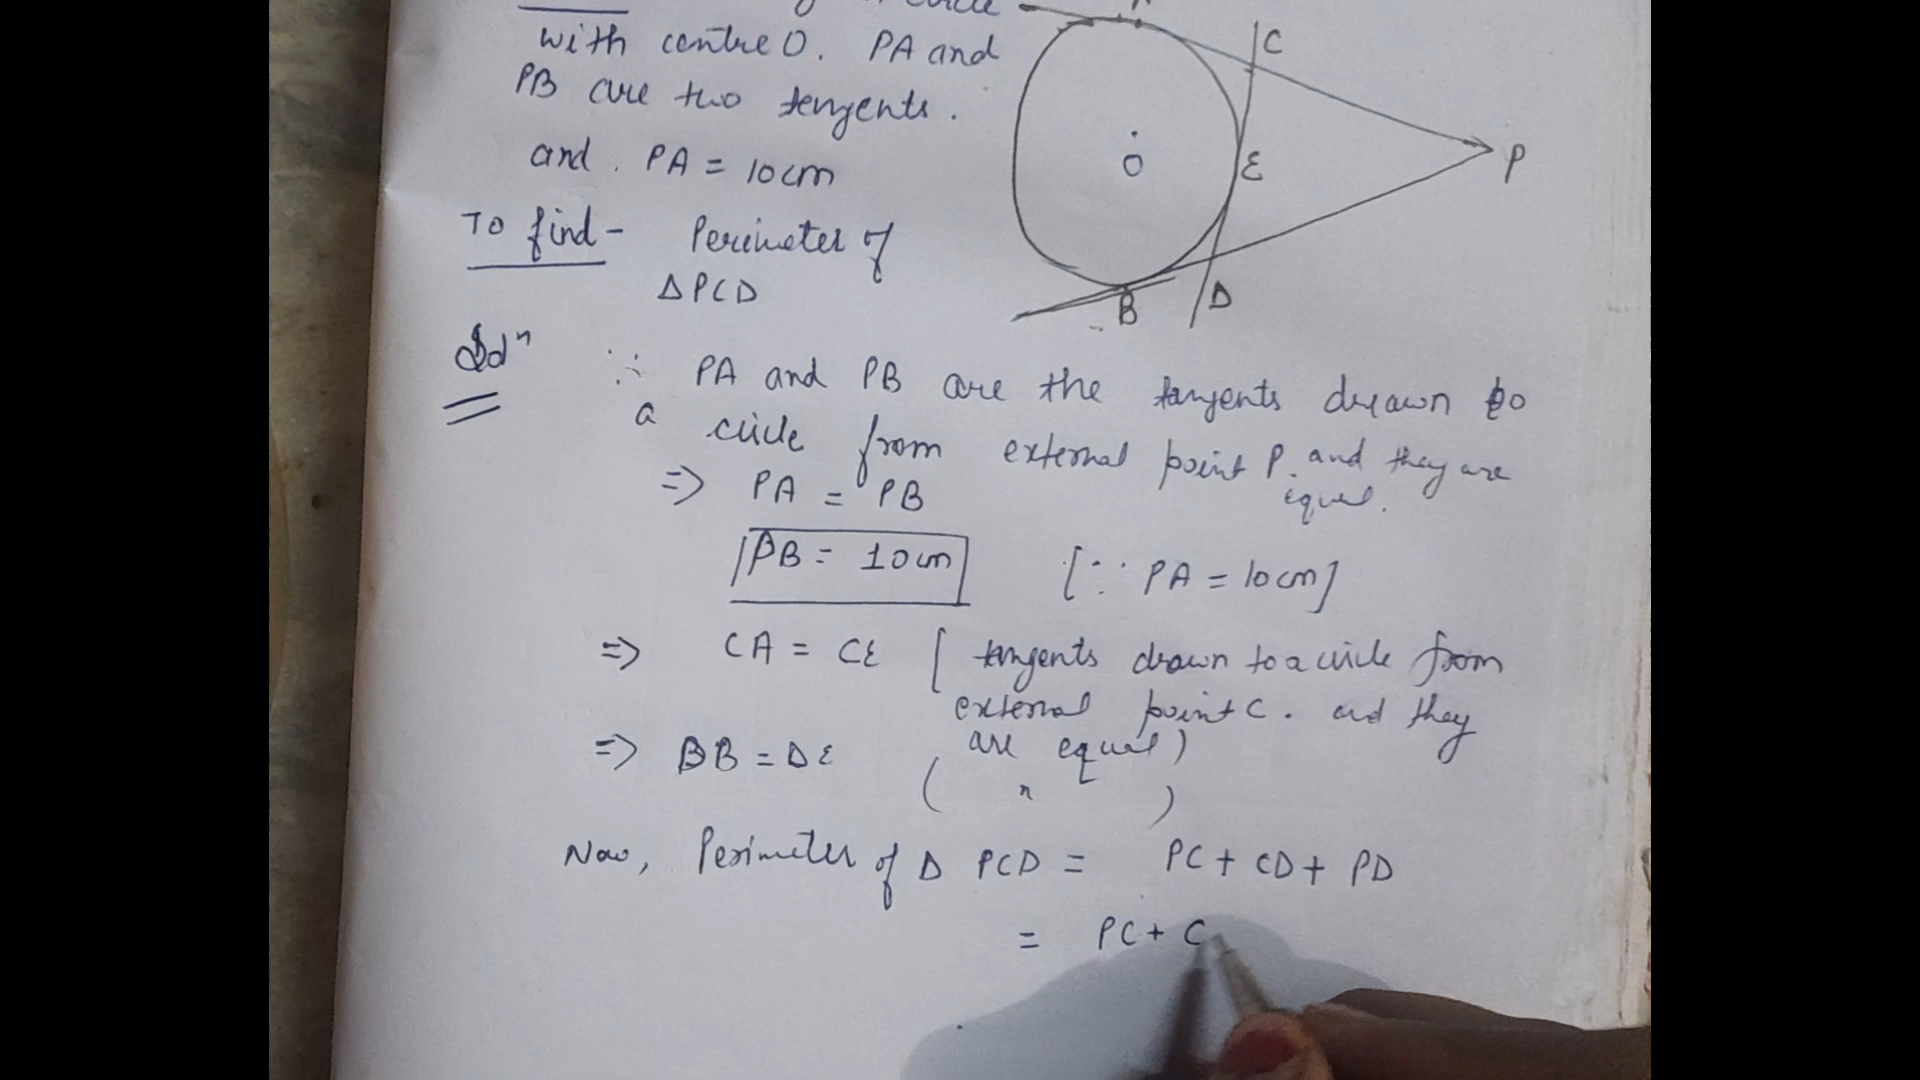 with centre O. PA and
PB are two tangents.
and. PA = 10cm
To find - Perimeter of
Δ PCD
Solⁿ
∵ PA and PB are the tangents drawn to
a circle from external point P. and they are
equal.
=> PA = PB
PB = 10cm [∵ PA = 10cm]
=> CA = CE [tangents drawn to a circle from
external point C. and they
are equal)
=> DB = DE ( " )
Now, Perimeter of Δ PCD = PC + CD + PD
= PC + C
C
E
O
P
B
D